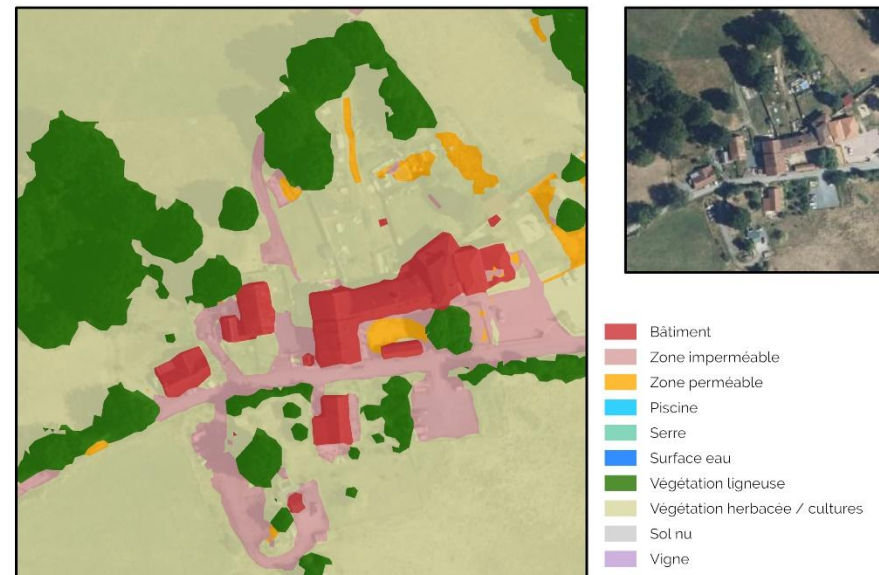 Bâtiment
Zone imperméable
Zone perméable
Piscine
Serre
Surface eau
Végétation ligneuse
Végétation herbacée / cultures
Sol nu
Vigne